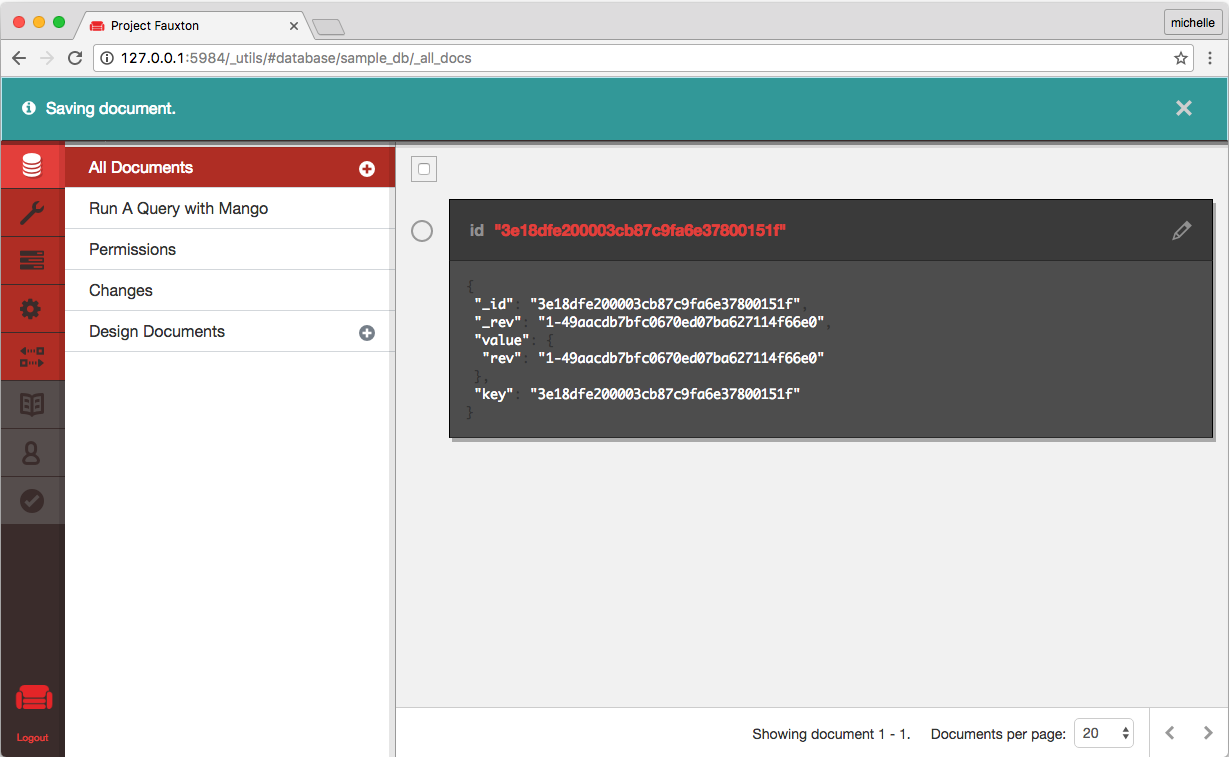 Project Fauxton
michelle
127.0.0.1:5984/_utils/#database/sample_db/_all_docs
Saving document.
All Documents
Run A Query with Mango
Permissions
Changes
Design Documents
id "3e18dfe200003cb87c9fa6e37800151f"
{
"_id": "3e18dfe200003cb87c9fa6e37800151f",
"_rev": "1-49aacdb7bfc0670ed07ba627114f66e0",
"value": {
"rev": "1-49aacdb7bfc0670ed07ba627114f66e0"
},
"key": "3e18dfe200003cb87c9fa6e37800151f"
}
Logout
Showing document 1 - 1. Documents per page: 20